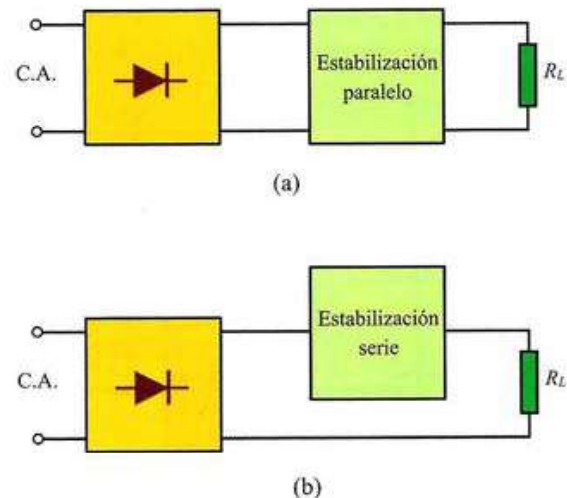 C.A.
Estabilización
paralelo
R_L
(a)
Estabilización
serie
C.A.
R_L
(b)